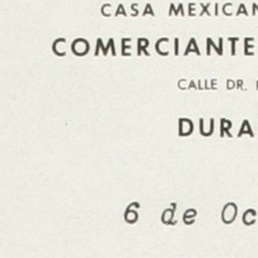 CASA MEXICAN
COMERCIANTE
CALLE DR.
DURA
6 de Oc